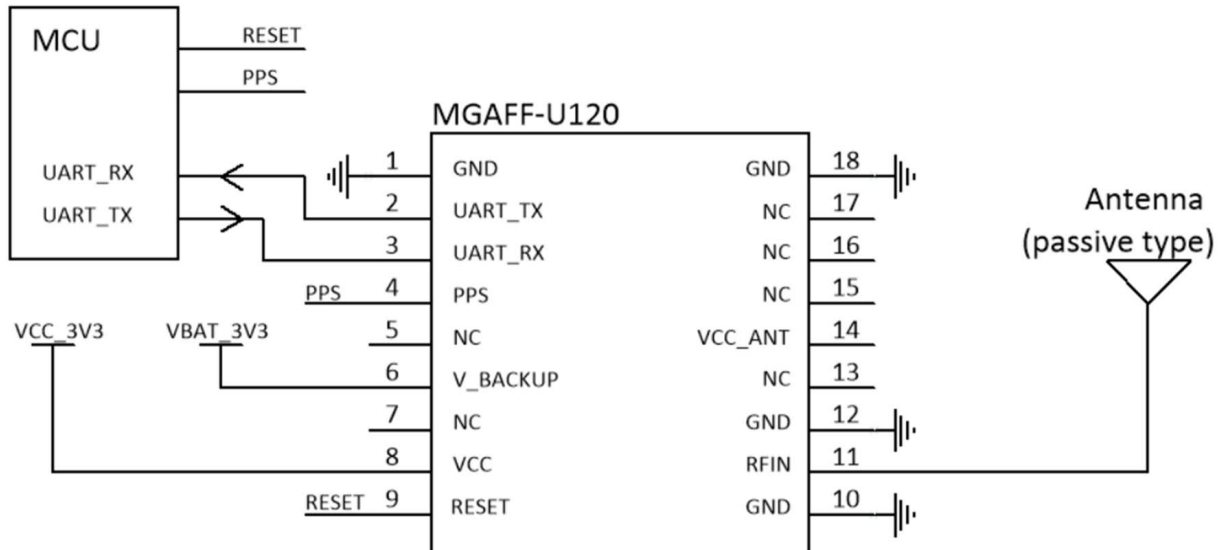 MCU
RESET
PPS
UART_RX
UART_TX
MGAFF-U120
1 GND
2 UART_TX
3 UART_RX
PPS 4 PPS
5 NC
6 V_BACKUP
7 NC
8 VCC
RESET 9 RESET
VCC_3V3 VBAT_3V3
GND 18
NC 17
NC 16
NC 15
VCC_ANT 14
NC 13
GND 12
RFIN 11
GND 10
Antenna
(passive type)